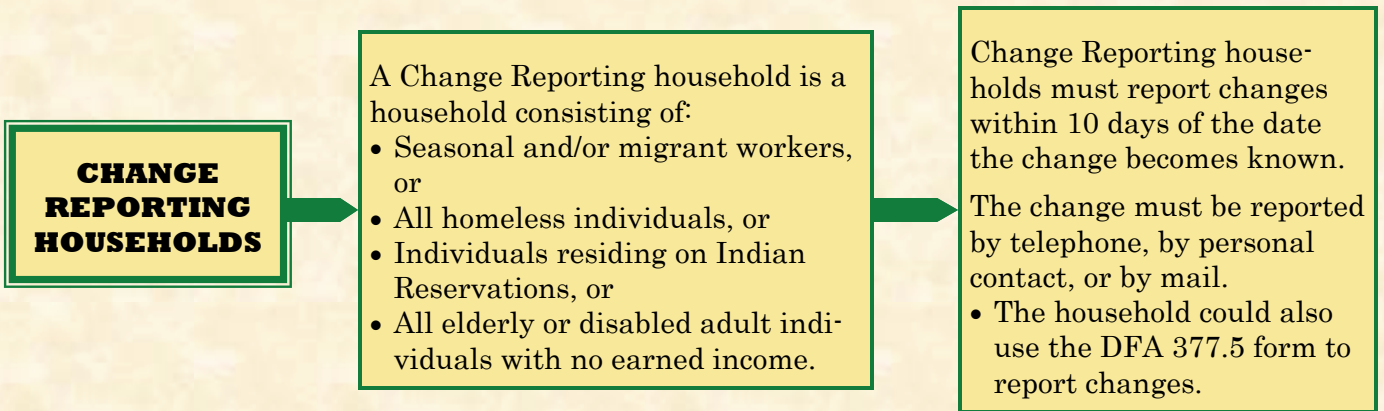 CHANGE
REPORTING
HOUSEHOLDS
A Change Reporting household is a
household consisting of:
• Seasonal and/or migrant workers,
or
• All homeless individuals, or
• Individuals residing on Indian
Reservations, or
• All elderly or disabled adult indi-
viduals with no earned income.
Change Reporting house-
holds must report changes
within 10 days of the date
the change becomes known.
The change must be reported
by telephone, by personal
contact, or by mail.
• The household could also
use the DFA 377.5 form to
report changes.